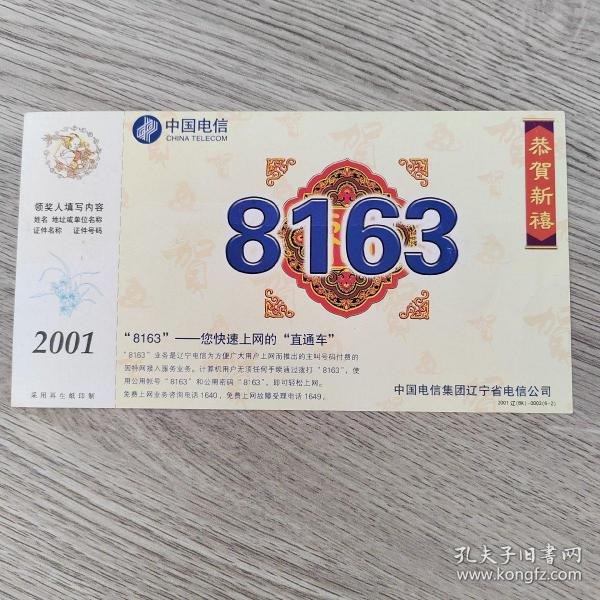 中国电信
CHINA TELECOM
恭贺新禧
8163
领奖人填写内容
姓名 地址或单位名称
证件名称 证件号码
2001
采用再生纸印制
“8163”——您快速上网的“直通车”
“8163”业务是辽宁电信为方便广大用户上网而推出的主叫号码付费的
因特网接入服务业务。计算机用户无须任何手续通过拨打“8163”，使
用公用帐号“8163”和公用密码“8163”，即可轻松上网。
免费上网业务咨询电话1640，免费上网故障受理电话1649。
中国电信集团辽宁省电信公司
2001 辽(BK)-0003(6-2)
孔夫子旧书网
www.kongfz.com